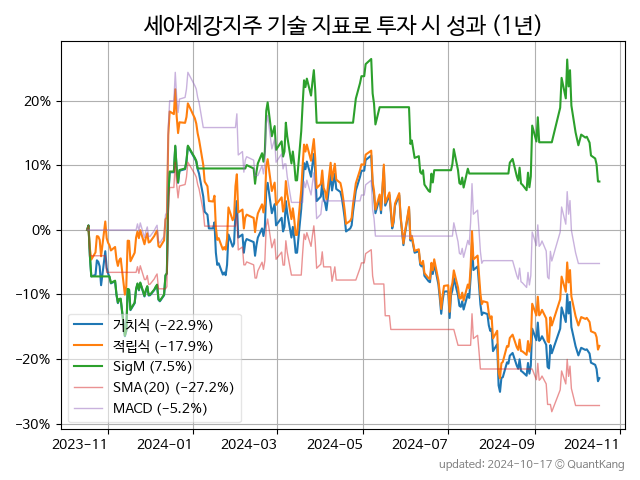 세아제강지주 기술 지표로 투자 시 성과 (1년)
20%
10%
0%
−10%
−20%
−30%
거치식 (−22.9%)
적립식 (−17.9%)
SigM (7.5%)
SMA(20) (−27.2%)
MACD (−5.2%)
2023−11 2024−01 2024−03 2024−05 2024−07 2024−09 2024−11
updated: 2024−10−17 © QuantKang